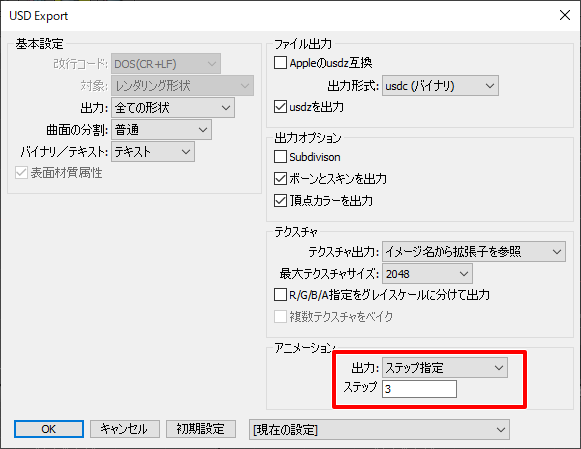 USD Export
基本設定
改行コード: DOS(CR+LF)
対象: レンダリング形状
出力: 全ての形状
曲面の分割: 普通
バイナリ／テキスト: テキスト
表面材質属性
ファイル出力
Appleのusdz互換
出力形式: usdc (バイナリ)
usdzを出力
出力オプション
Subdivison
ボーンとスキンを出力
頂点カラーを出力
テクスチャ
テクスチャ出力: イメージ名から拡張子を参照
最大テクスチャサイズ: 2048
R/G/B/A指定をグレイスケールに分けて出力
複数テクスチャをベイク
アニメーション
出力: ステップ指定
ステップ 3
OK キャンセル 初期設定 [現在の設定]